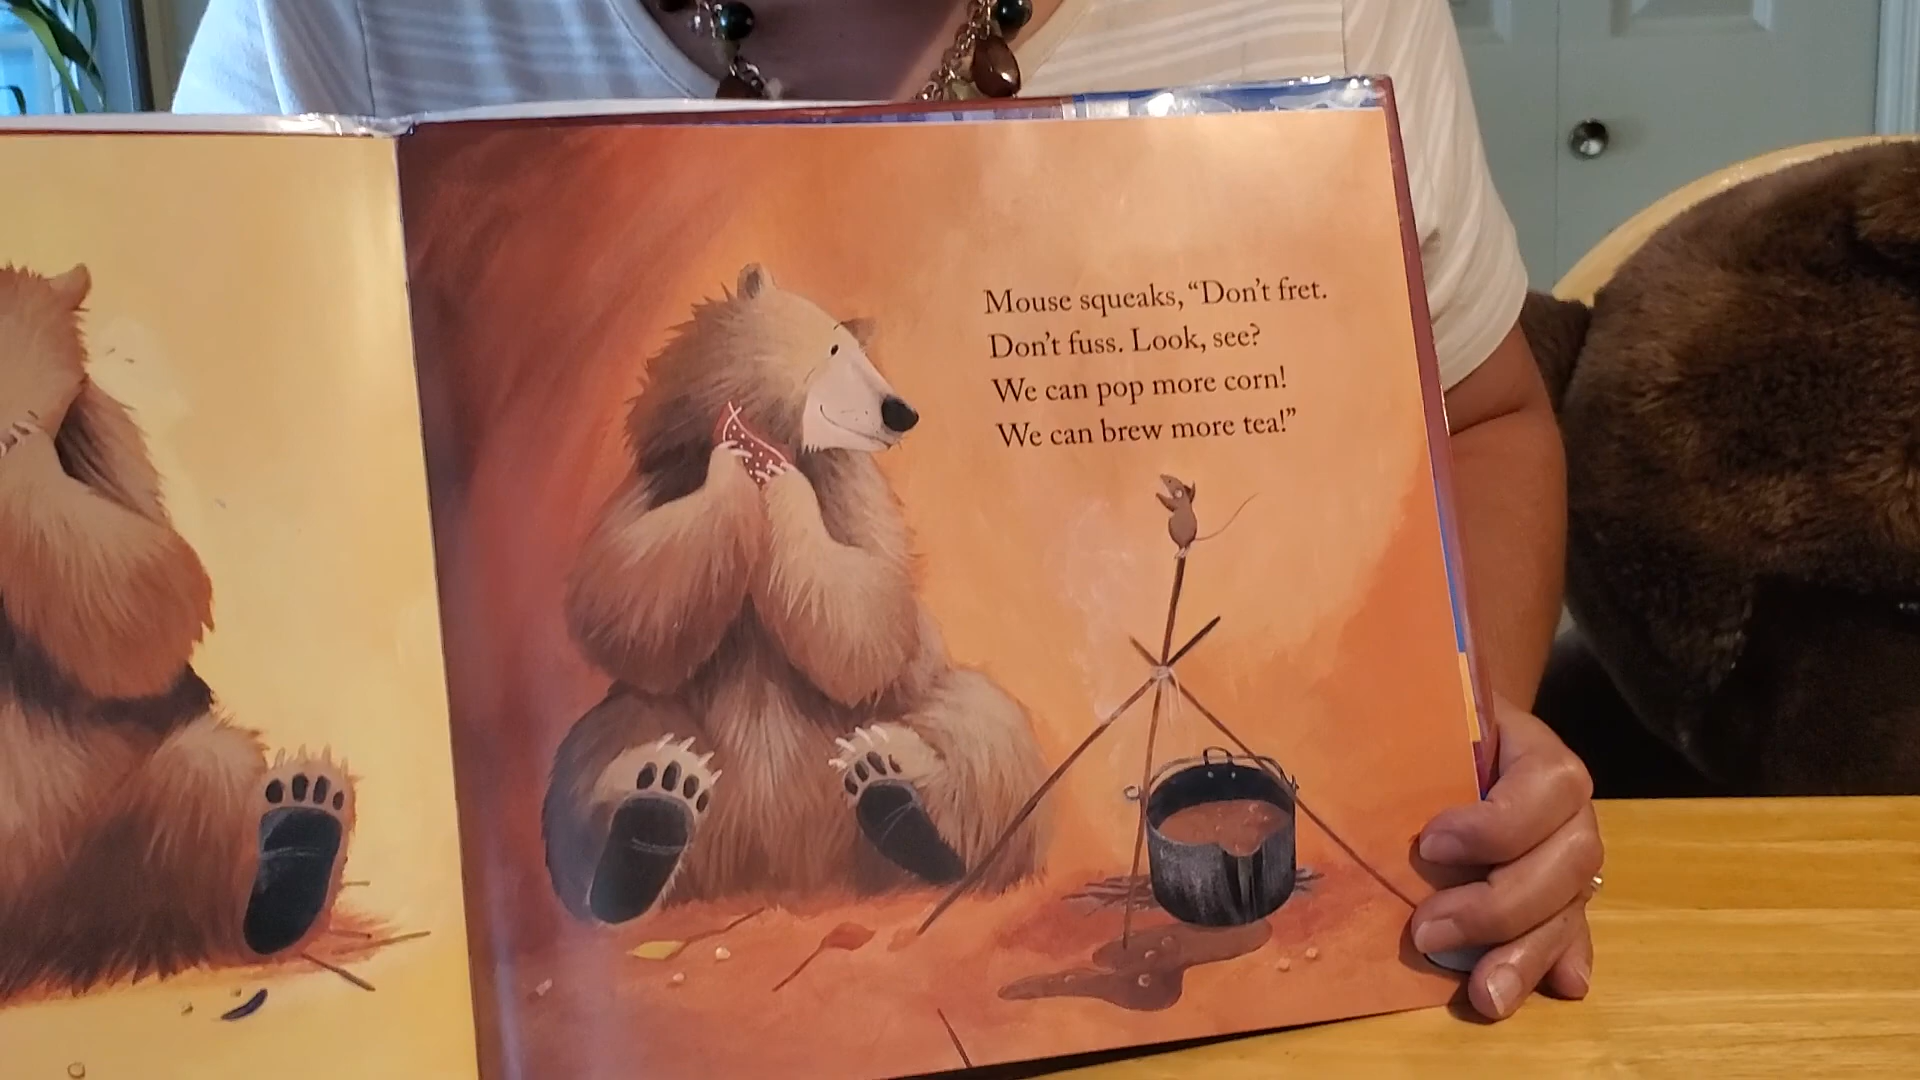 Mouse squeaks, “Don’t fret.
Don’t fuss. Look, see?
We can pop more corn!
We can brew more tea!”